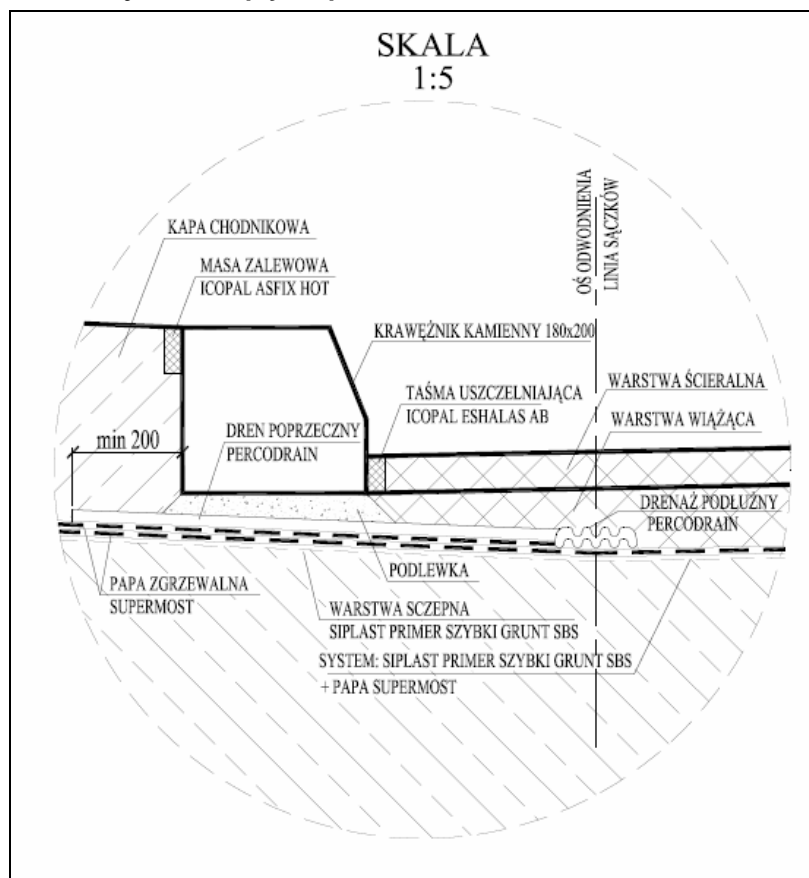 SKALA
1:5
OŚ ODWODNIENIA
LINIA SĄCZKÓW
KAPA CHODNIKOWA
MASA ZALEWOWA
ICOPAL ASFIX HOT
KRAWĘŻNIK KAMIENNY 180x200
TAŚMA USZCZELNIAJĄCA
ICOPAL ESHALAS AB
WARSTWA ŚCIERALNA
WARSTWA WIĄŻĄCA
DREN POPRZECZNY
PERCODRAIN
min 200
DRENAŻ PODŁUŻNY
PERCODRAIN
PODLEWKA
PAPA ZGRZEWALNA
SUPERMOST
WARSTWA SCZEPNA
SIPLAST PRIMER SZYBKI GRUNT SBS
SYSTEM: SIPLAST PRIMER SZYBKI GRUNT SBS
+ PAPA SUPERMOST